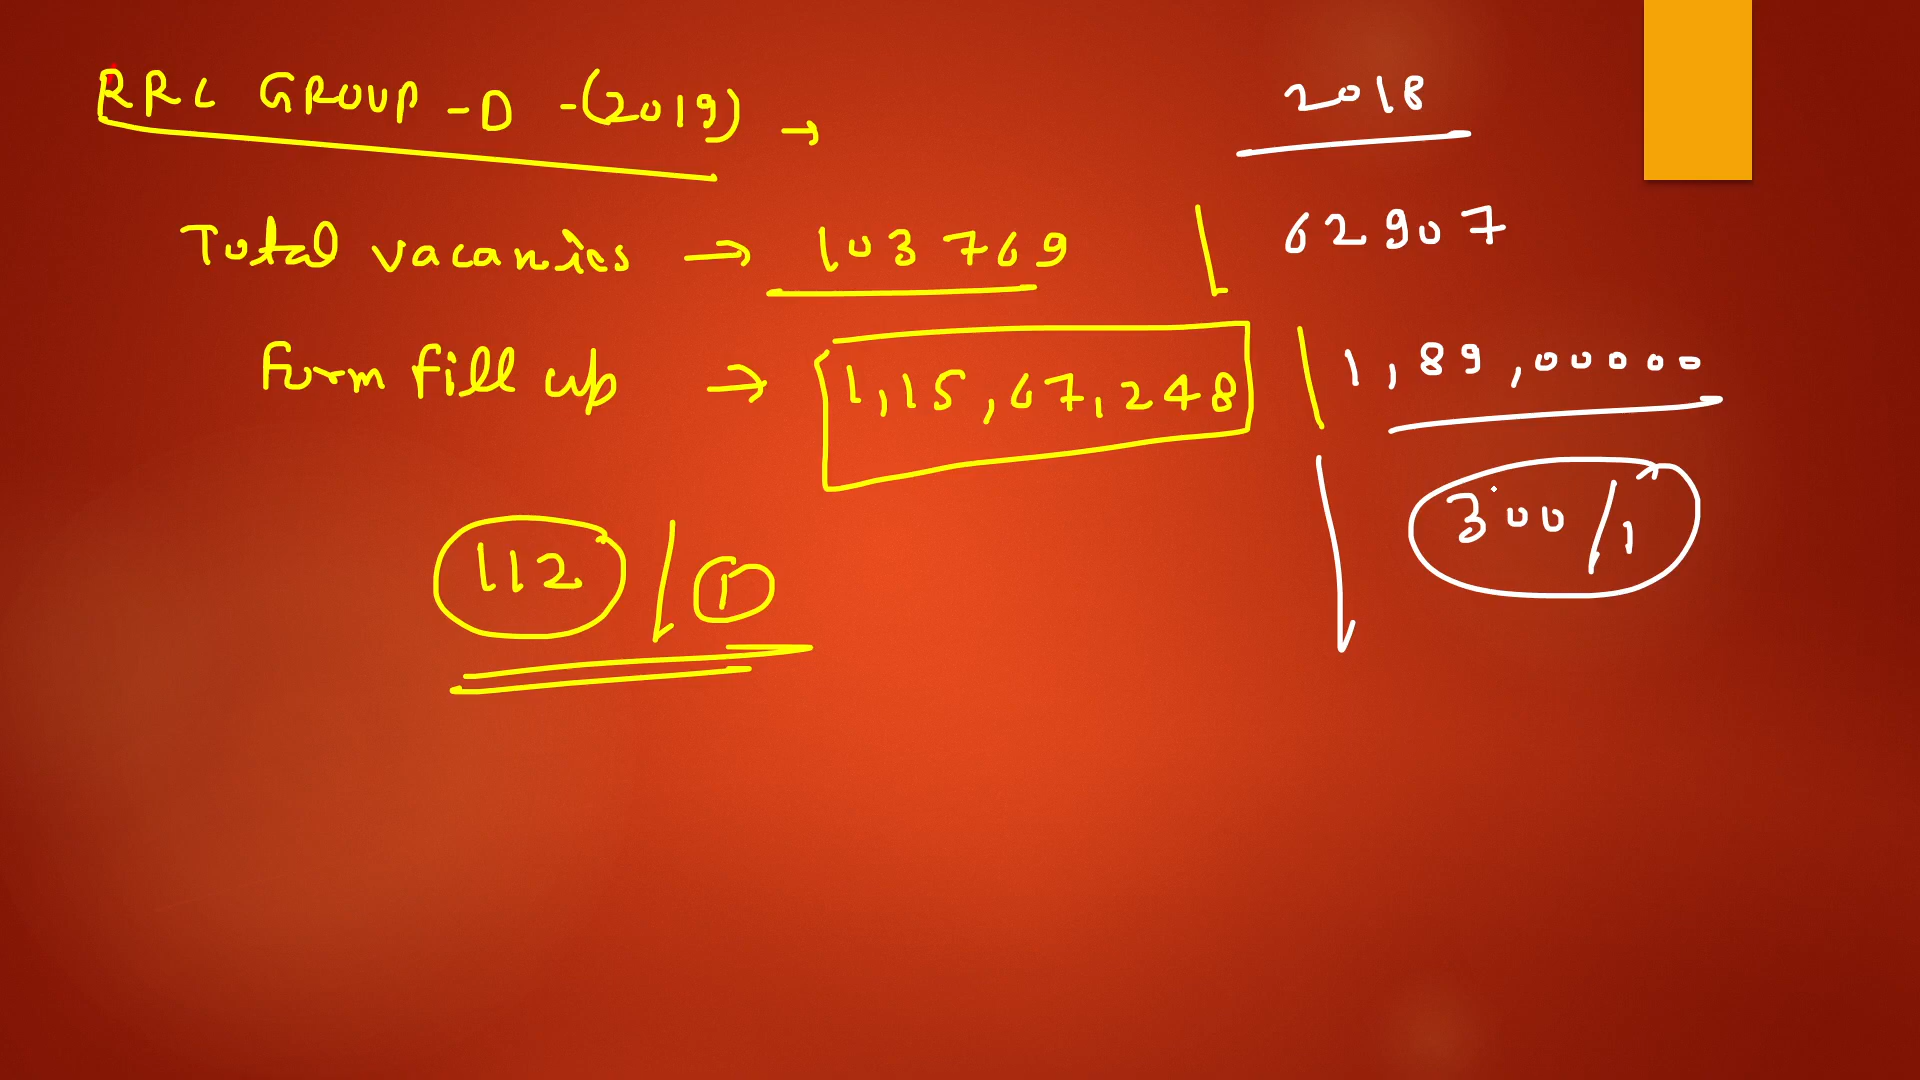 RRC GROUP - D - (2019) →
2018
Total vacanies → 103769 | 62907
Form fill up → 1,15,67,248 | 1,89,00000
112 / 1
300/1